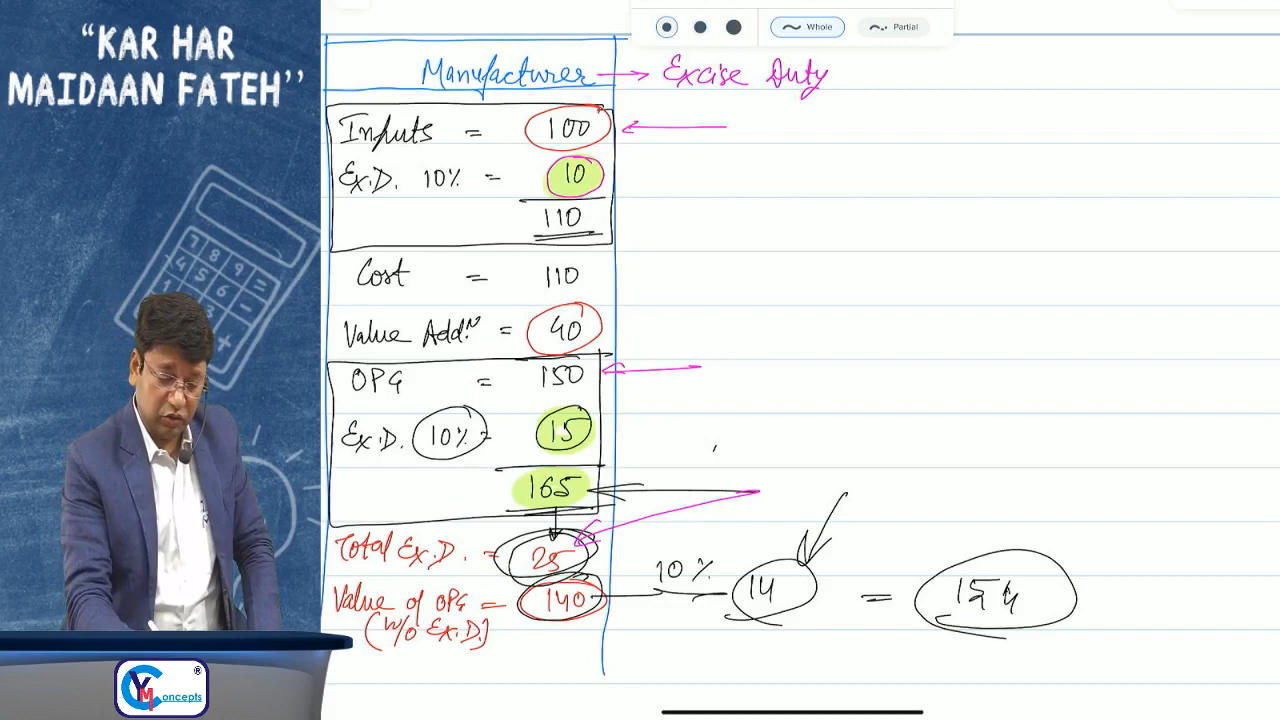 “KAR HAR
MAIDAAN FATEH’’
Whole
Partial
Manufacturer → Excise Duty
Inputs = 100
Ex.D. 10% = 10
110
Cost = 110
Value Addn = 40
OPG = 150
Ex.D. 10% = 15
165
Total Ex.D. = 25
Value of OPG = 140 10% 14 = 154
(w/o Ex.D.)
YM
Concepts
®